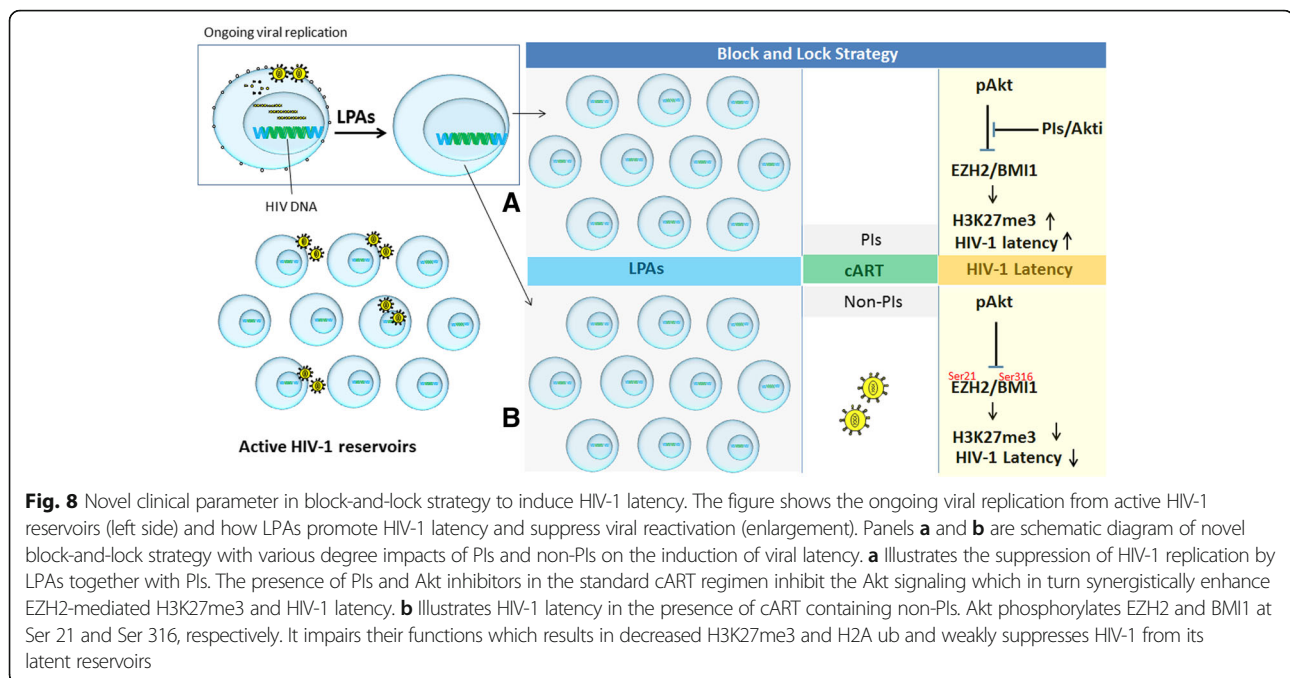 Ongoing viral replication
LPAs
HIV DNA
Active HIV-1 reservoirs
Block and Lock Strategy
A
pAkt
PIs/Akti
EZH2/BMI1
H3K27me3 ↑
HIV-1 latency ↑
PIs
LPAs
cART
HIV-1 Latency
Non-PIs
B
pAkt
Ser21 Ser316
EZH2/BMI1
H3K27me3 ↓
HIV-1 Latency ↓
Fig. 8 Novel clinical parameter in block-and-lock strategy to induce HIV-1 latency. The figure shows the ongoing viral replication from active HIV-1
reservoirs (left side) and how LPAs promote HIV-1 latency and suppress viral reactivation (enlargement). Panels a and b are schematic diagram of novel
block-and-lock strategy with various degree impacts of PIs and non-PIs on the induction of viral latency. a Illustrates the suppression of HIV-1 replication by
LPAs together with PIs. The presence of PIs and Akt inhibitors in the standard cART regimen inhibit the Akt signaling which in turn synergistically enhance
EZH2-mediated H3K27me3 and HIV-1 latency. b Illustrates HIV-1 latency in the presence of cART containing non-PIs. Akt phosphorylates EZH2 and BMI1 at
Ser 21 and Ser 316, respectively. It impairs their functions which results in decreased H3K27me3 and H2A ub and weakly suppresses HIV-1 from its
latent reservoirs